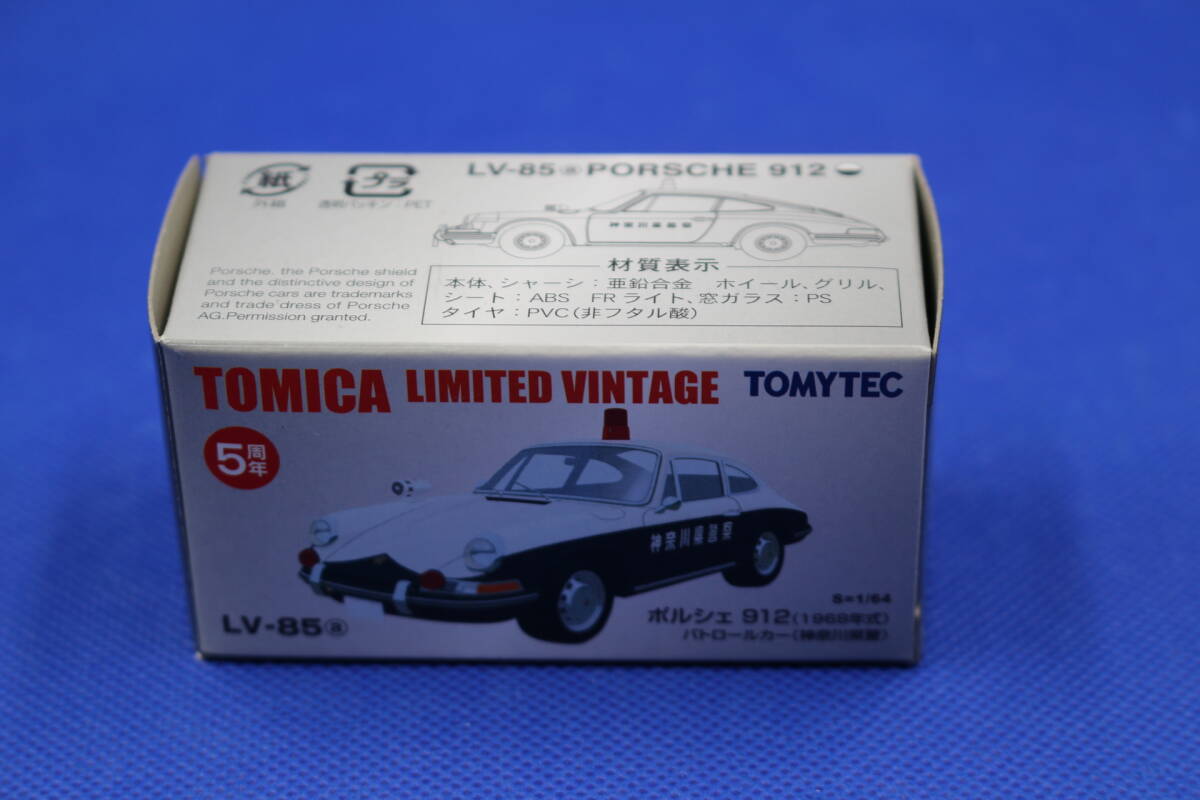 LV-85ⓐ PORSCHE 912
紙
外箱
プラ
透明パッキン:PET
神奈川県警察
Porsche, the Porsche shield
and the distinctive design of
Porsche cars are trademarks
and trade dress of Porsche
AG.Permission granted.
材質表示
本体、シャーシ:亜鉛合金 ホイール、グリル、
シート:ABS FRライト、窓ガラス:PS
タイヤ:PVC(非フタル酸)
TOMICA LIMITED VINTAGE TOMYTEC
5周年
神奈川県警察
S=1/64
LV-85ⓐ
ポルシェ 912(1968年式)
パトロールカー(神奈川県警)